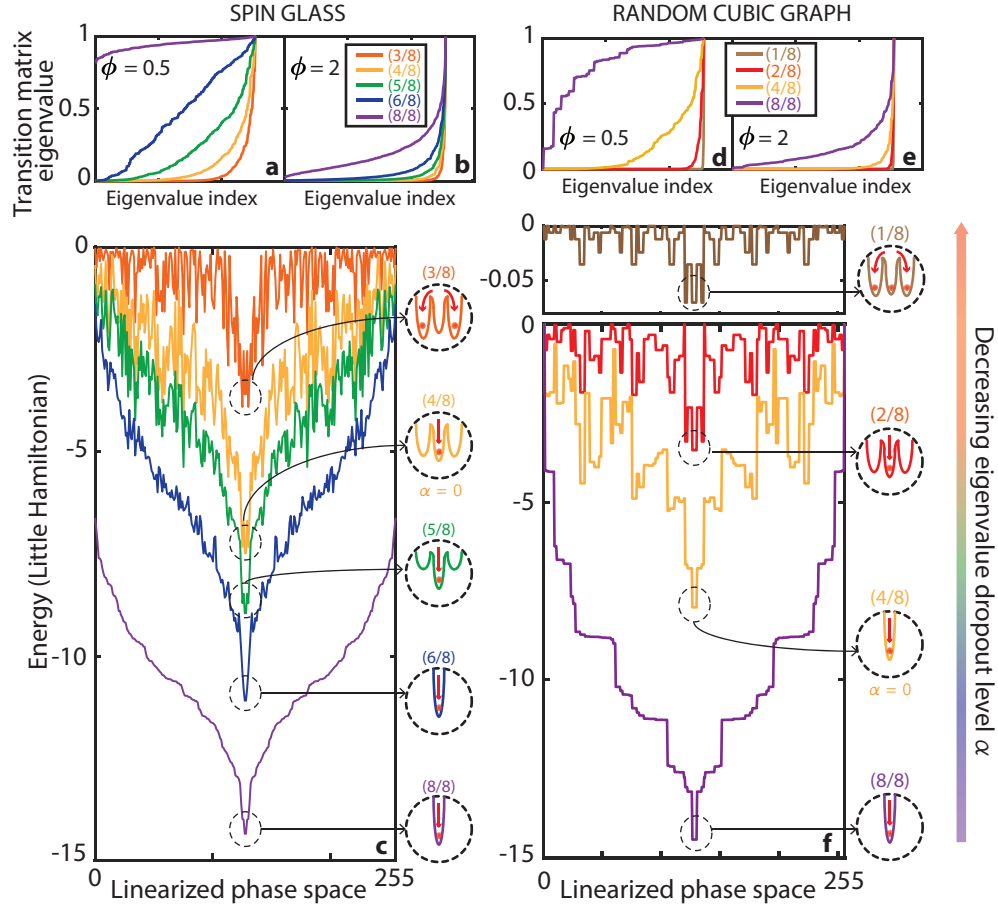 SPIN GLASS
RANDOM CUBIC GRAPH
Transition matrix
eigenvalue
1
0.5
0
ϕ = 0.5
a
ϕ = 2
(3/8)
(4/8)
(5/8)
(6/8)
(8/8)
b
Eigenvalue index
Eigenvalue index
1
0.5
0
ϕ = 0.5
d
(1/8)
(2/8)
(4/8)
(8/8)
ϕ = 2
e
Eigenvalue index
Eigenvalue index
Energy (Little Hamiltonian)
0
-5
-10
-15
(3/8)
(4/8)
α = 0
(5/8)
(6/8)
(8/8)
c
0
255
Linearized phase space
0
-0.05
(1/8)
0
-5
-10
-15
(2/8)
(4/8)
α = 0
(8/8)
f
0
255
Linearized phase space
Decreasing eigenvalue dropout level α